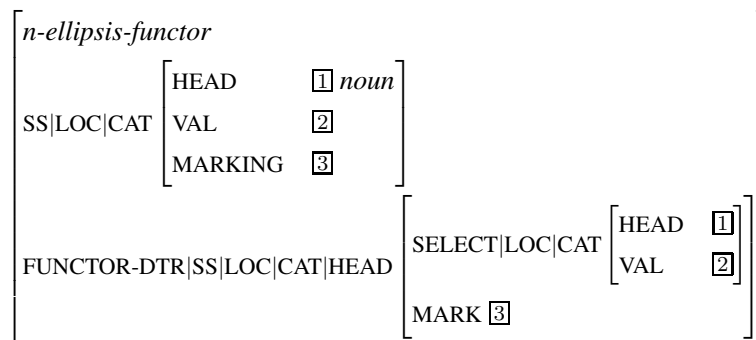 n-ellipsis-functor
HEAD 1 noun
SS|LOC|CAT VAL 2
MARKING 3
HEAD 1
SELECT|LOC|CAT
VAL 2
FUNCTOR-DTR|SS|LOC|CAT|HEAD
MARK 3